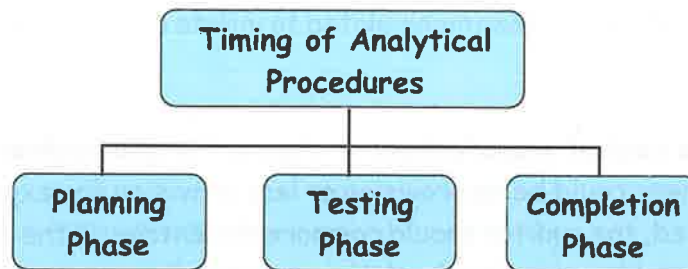 Timing of Analytical
Procedures
Planning
Phase
Testing
Phase
Completion
Phase